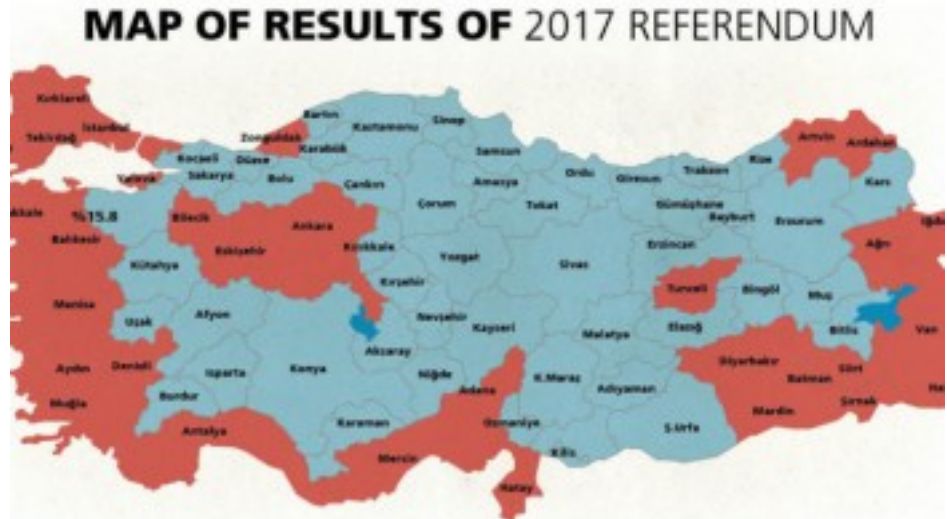 MAP OF RESULTS OF 2017 REFERENDUM
Kırklareli
Tekirdağ
İstanbul
Zonguldak
Bartın
Kastamonu
Sinop
Karabük
Kocaeli
Düzce
Sakarya
Bolu
Yalova
Çankırı
Samsun
Amasya
Ordu
Giresun
Trabzon
Rize
Artvin
Ardahan
Kars
Çorum
Tokat
Gümüşhane
Bayburt
Erzurum
kkale
%15.8
Bilecik
Ankara
Balıkesir
Eskişehir
Kırıkkale
Yozgat
Sivas
Erzincan
Ağrı
Iğdır
Kütahya
Kırşehir
Tunceli
Bingöl
Muş
Manisa
Uşak
Afyon
Nevşehir
Kayseri
Malatya
Elazığ
Bitlis
Van
Aksaray
Aydın
Denizli
Isparta
Konya
Niğde
Adana
K.Maraş
Adıyaman
Diyarbakır
Batman
Siirt
Şırnak
Ha
Muğla
Burdur
Antalya
Karaman
Mersin
Osmaniye
Kilis
Ş.Urfa
Mardin
Hatay